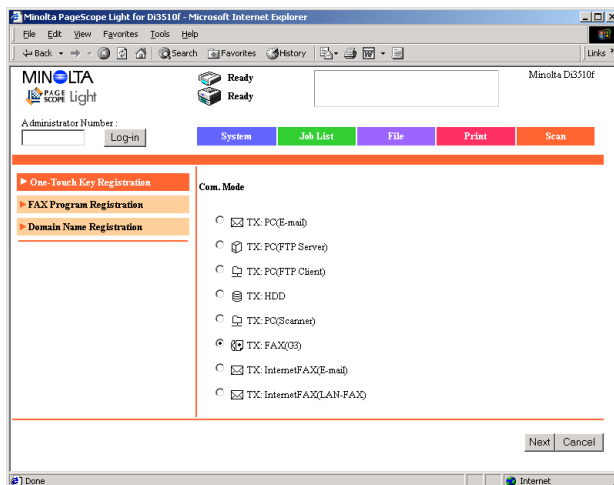 Minolta PageScope Light for Di3510f - Microsoft Internet Explorer
File Edit View Favorites Tools Help
Back Search Favorites History Links »
MINOLTA Ready Minolta Di3510f
PAGE SCOPE Light Ready
Administrator Number :
Log-in System Job List File Print Scan
One-Touch Key Registration
FAX Program Registration
Domain Name Registration
Com. Mode
TX: PC(E-mail)
TX: PC(FTP Server)
TX: PC(FTP Client)
TX: HDD
TX: PC(Scanner)
TX: FAX(G3)
TX: InternetFAX(E-mail)
TX: InternetFAX(LAN-FAX)
Next Cancel
Done Internet